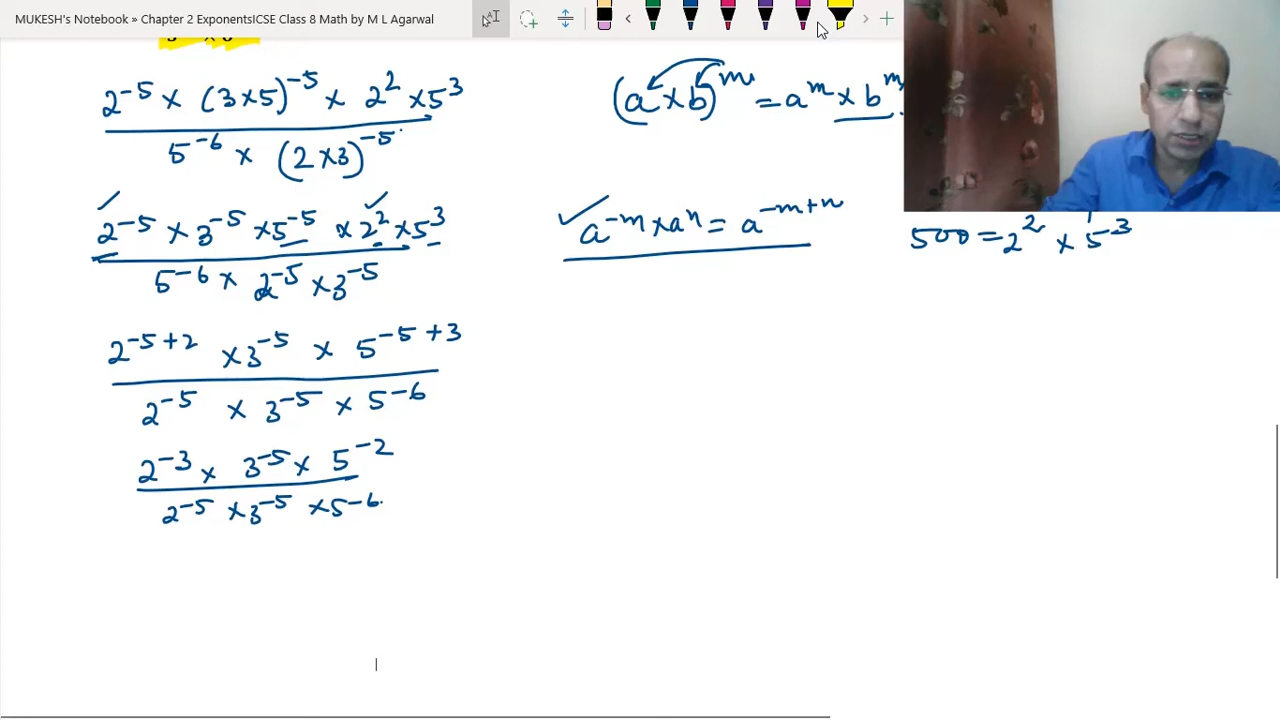 MUKESH's Notebook » Chapter 2 ExponentsICSE Class 8 Math by M L Agarwal
2⁻⁵ × (3×5)⁻⁵ × 2² ×5³
5⁻⁶ × (2×3)⁻⁵
(a×b)ᵐ = aᵐ × bᵐ
2⁻⁵ × 3⁻⁵ ×5⁻⁵ ×2² ×5³
5⁻⁶ × 2⁻⁵ ×3⁻⁵
a⁻ᵐ×aⁿ = a⁻ᵐ⁺ⁿ
500 = 2² × 5³
2⁻⁵⁺² ×3⁻⁵ × 5⁻⁵⁺³
2⁻⁵ × 3⁻⁵ × 5⁻⁶
2⁻³ × 3⁻⁵ × 5⁻²
2⁻⁵ ×3⁻⁵ ×5⁻⁶